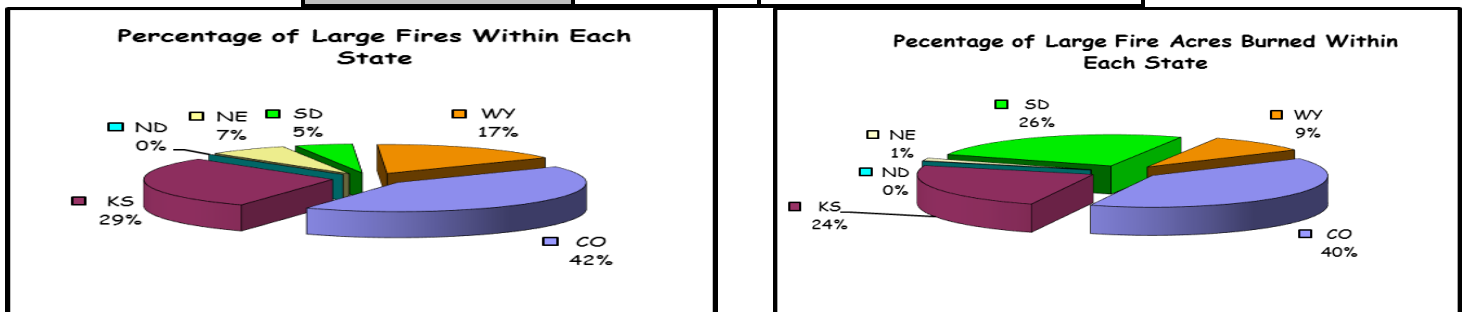 Percentage of Large Fires Within Each
State
ND
0%
NE
7%
SD
5%
WY
17%
KS
29%
CO
42%
Pecentage of Large Fire Acres Burned Within
Each State
SD
26%
WY
9%
NE
1%
ND
0%
KS
24%
CO
40%